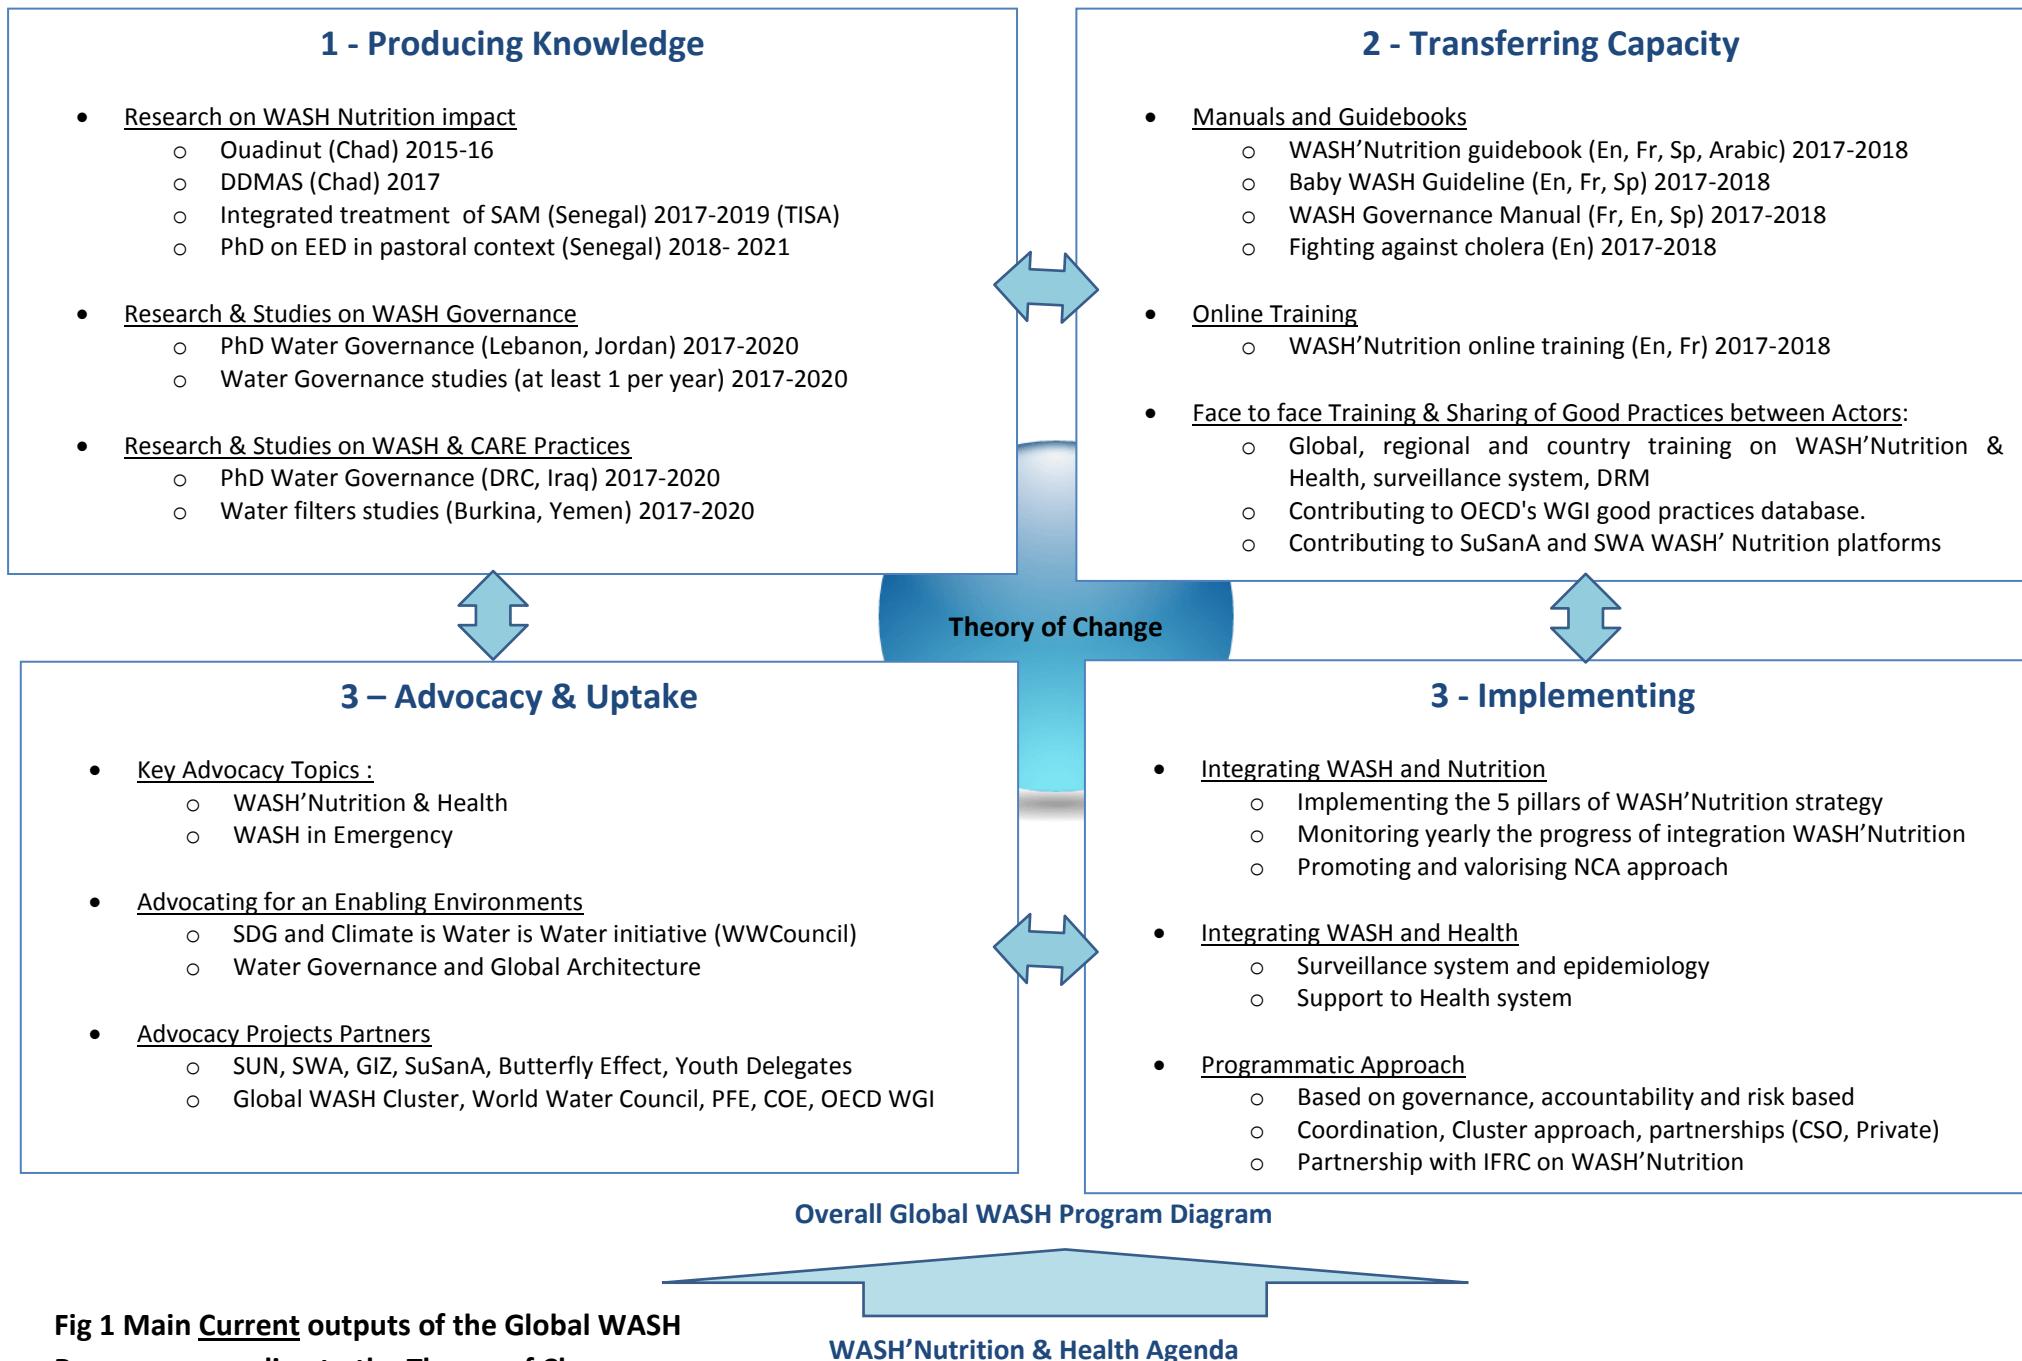 1 - Producing Knowledge
• Research on WASH Nutrition impact
o Ouadinut (Chad) 2015-16
o DDMAS (Chad) 2017
o Integrated treatment of SAM (Senegal) 2017-2019 (TISA)
o PhD on EED in pastoral context (Senegal) 2018- 2021
• Research & Studies on WASH Governance
o PhD Water Governance (Lebanon, Jordan) 2017-2020
o Water Governance studies (at least 1 per year) 2017-2020
• Research & Studies on WASH & CARE Practices
o PhD Water Governance (DRC, Iraq) 2017-2020
o Water filters studies (Burkina, Yemen) 2017-2020
2 - Transferring Capacity
• Manuals and Guidebooks
o WASH’Nutrition guidebook (En, Fr, Sp, Arabic) 2017-2018
o Baby WASH Guideline (En, Fr, Sp) 2017-2018
o WASH Governance Manual (Fr, En, Sp) 2017-2018
o Fighting against cholera (En) 2017-2018
• Online Training
o WASH’Nutrition online training (En, Fr) 2017-2018
• Face to face Training & Sharing of Good Practices between Actors:
o Global, regional and country training on WASH’Nutrition &
Health, surveillance system, DRM
o Contributing to OECD's WGI good practices database.
o Contributing to SuSanA and SWA WASH’ Nutrition platforms
Theory of Change
3 – Advocacy & Uptake
• Key Advocacy Topics :
o WASH’Nutrition & Health
o WASH in Emergency
• Advocating for an Enabling Environments
o SDG and Climate is Water is Water initiative (WWCouncil)
o Water Governance and Global Architecture
• Advocacy Projects Partners
o SUN, SWA, GIZ, SuSanA, Butterfly Effect, Youth Delegates
o Global WASH Cluster, World Water Council, PFE, COE, OECD WGI
3 - Implementing
• Integrating WASH and Nutrition
o Implementing the 5 pillars of WASH’Nutrition strategy
o Monitoring yearly the progress of integration WASH’Nutrition
o Promoting and valorising NCA approach
• Integrating WASH and Health
o Surveillance system and epidemiology
o Support to Health system
• Programmatic Approach
o Based on governance, accountability and risk based
o Coordination, Cluster approach, partnerships (CSO, Private)
o Partnership with IFRC on WASH’Nutrition
Overall Global WASH Program Diagram
WASH’Nutrition & Health Agenda
Fig 1 Main Current outputs of the Global WASH